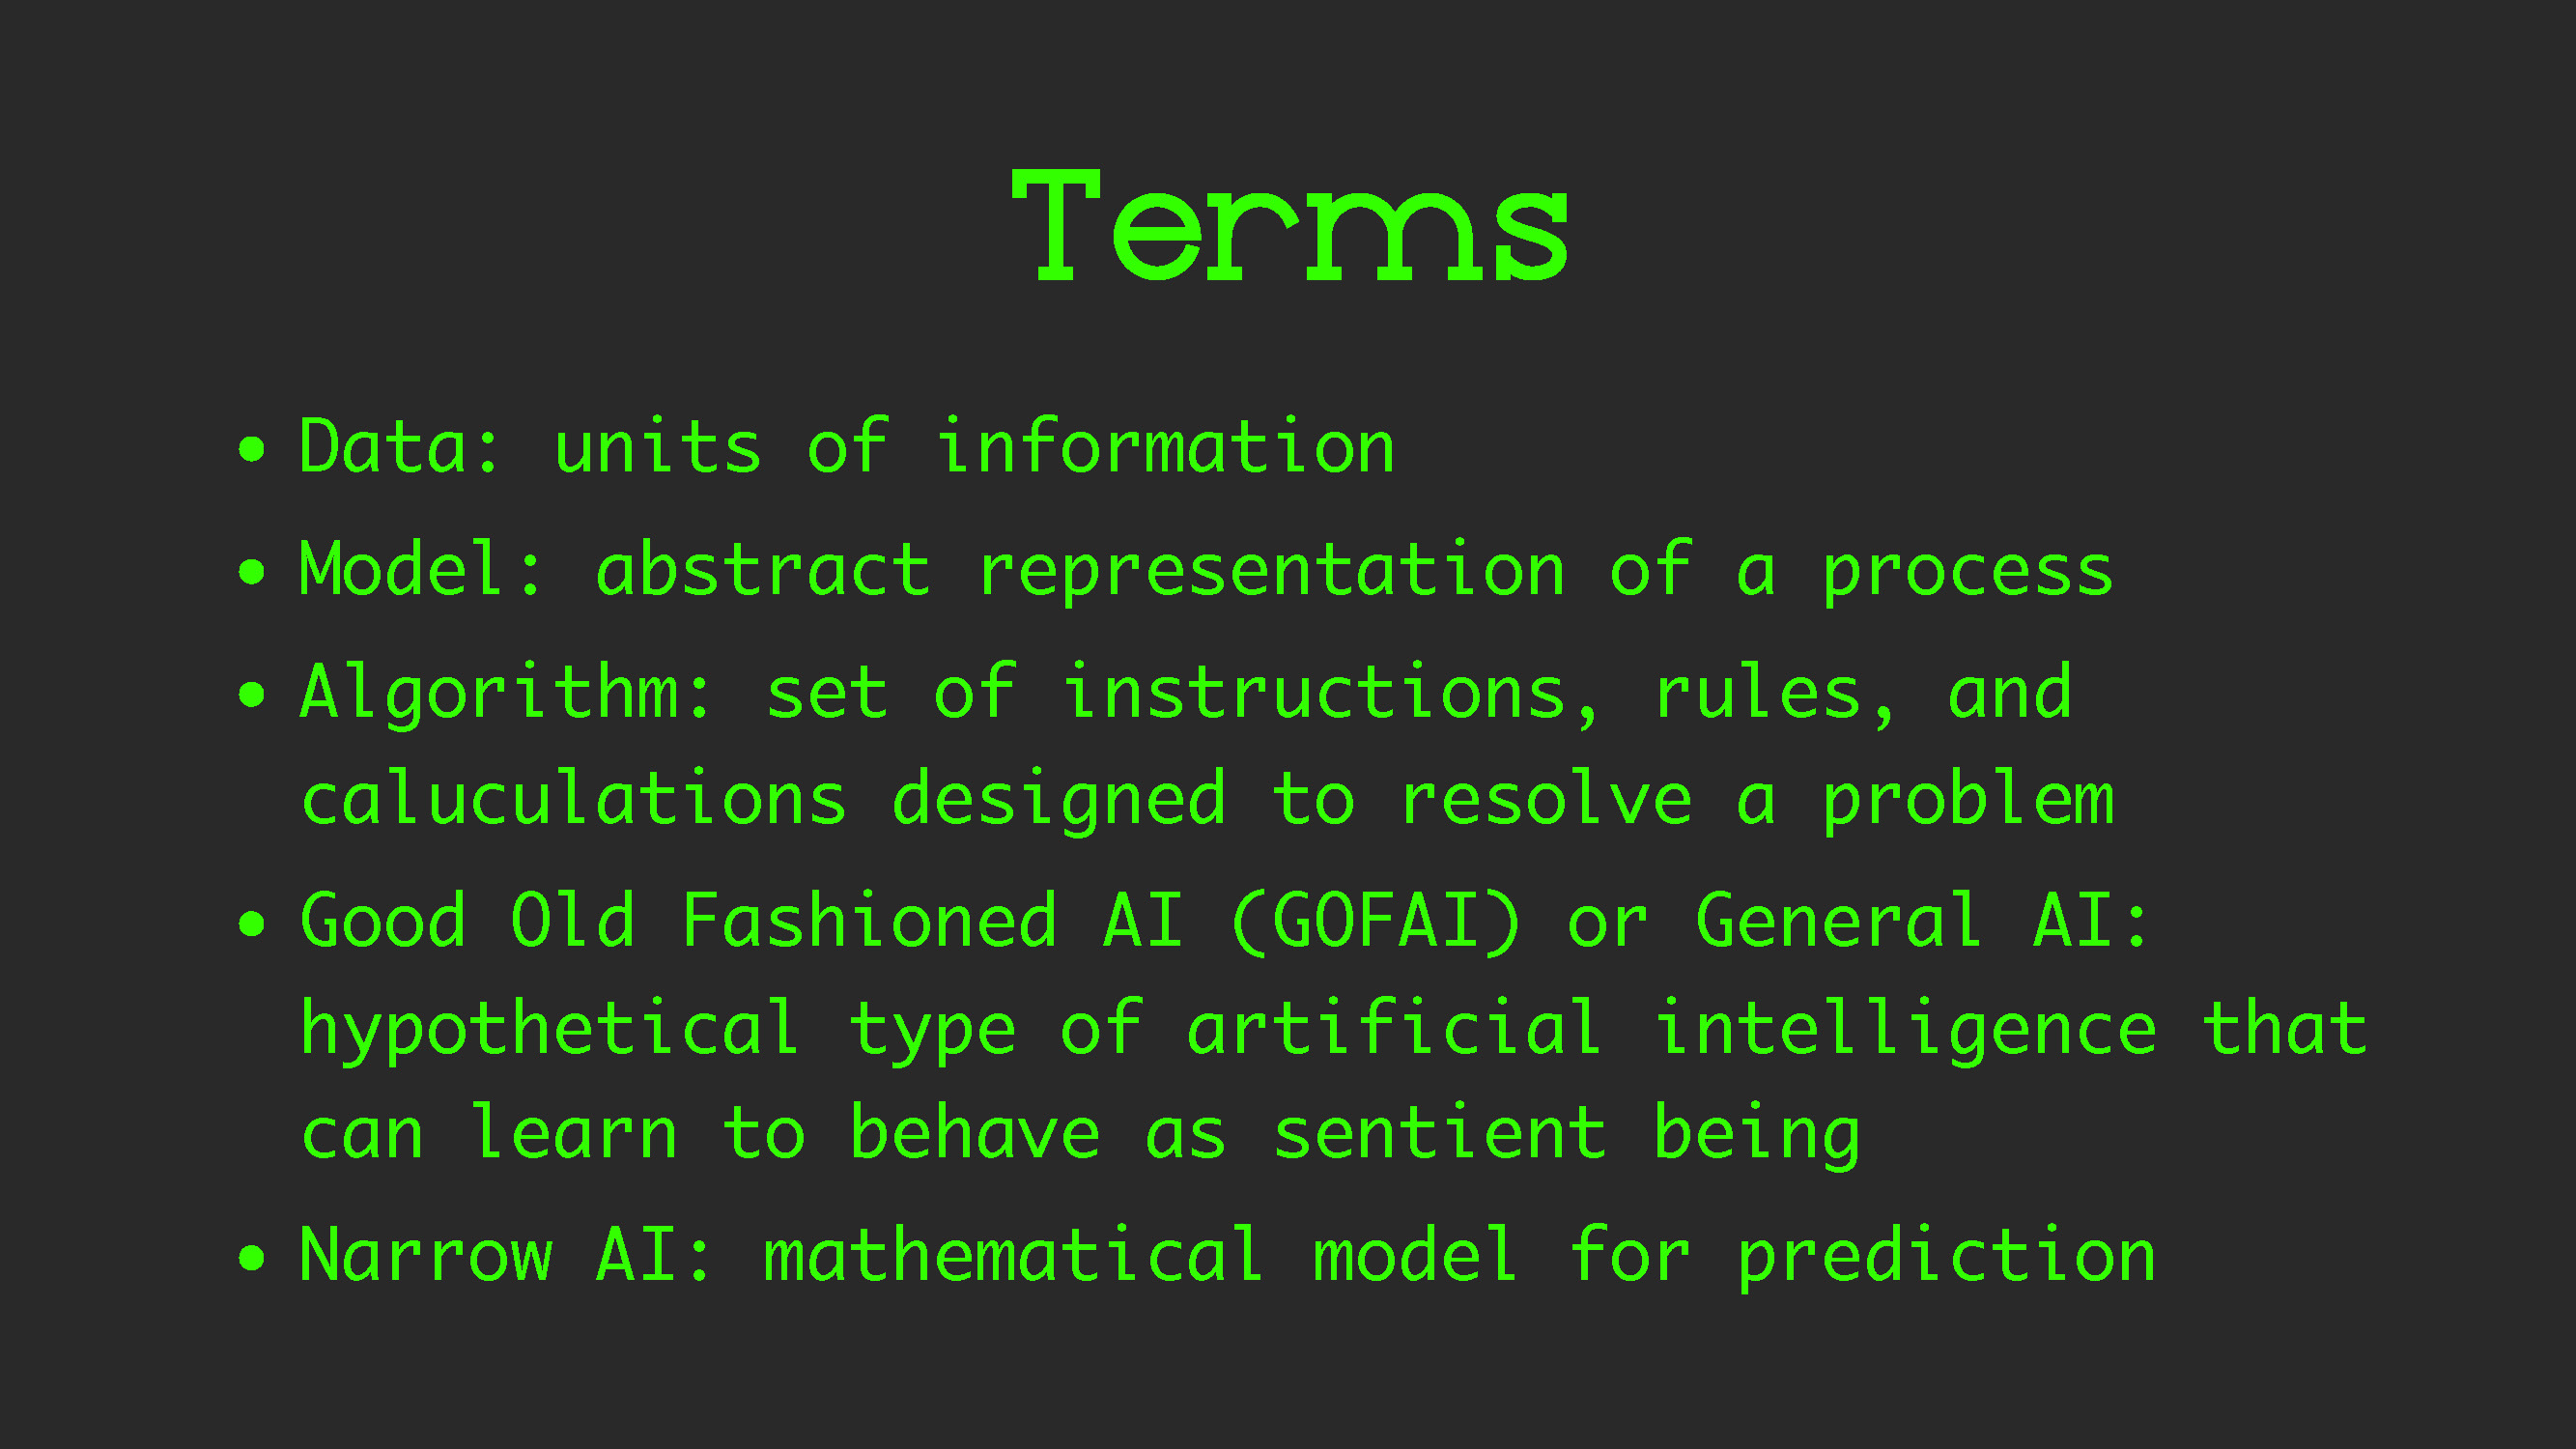 Terms
• Data: units of information
• Model: abstract representation of a process
• Algorithm: set of instructions, rules, and
caluculations designed to resolve a problem
• Good Old Fashioned AI (GOFAI) or General AI:
hypothetical type of artificial intelligence that
can learn to behave as sentient being
• Narrow AI: mathematical model for prediction